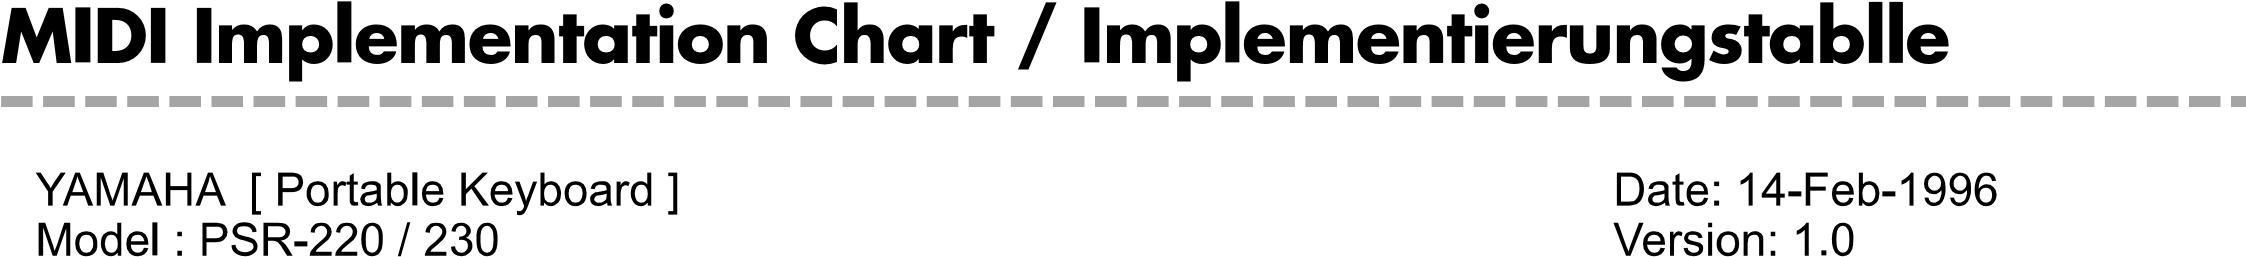 MIDI Implementation Chart / Implementierungstablle
YAMAHA [ Portable Keyboard ] Date: 14-Feb-1996
Model : PSR-220 / 230 Version: 1.0